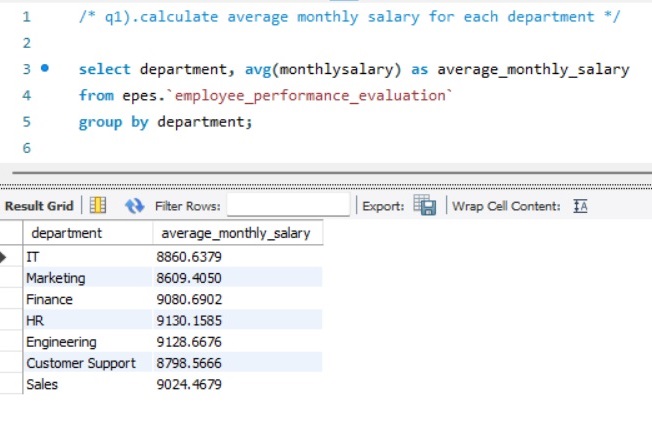 1 /* q1).calculate average monthly salary for each department */
2
3 select department, avg(monthlysalary) as average_monthly_salary
4 from epes.`employee_performance_evaluation`
5 group by department;
6
Result Grid Filter Rows: Export: Wrap Cell Content: IA
department average_monthly_salary
IT 8860.6379
Marketing 8609.4050
Finance 9080.6902
HR 9130.1585
Engineering 9128.6676
Customer Support 8798.5666
Sales 9024.4679